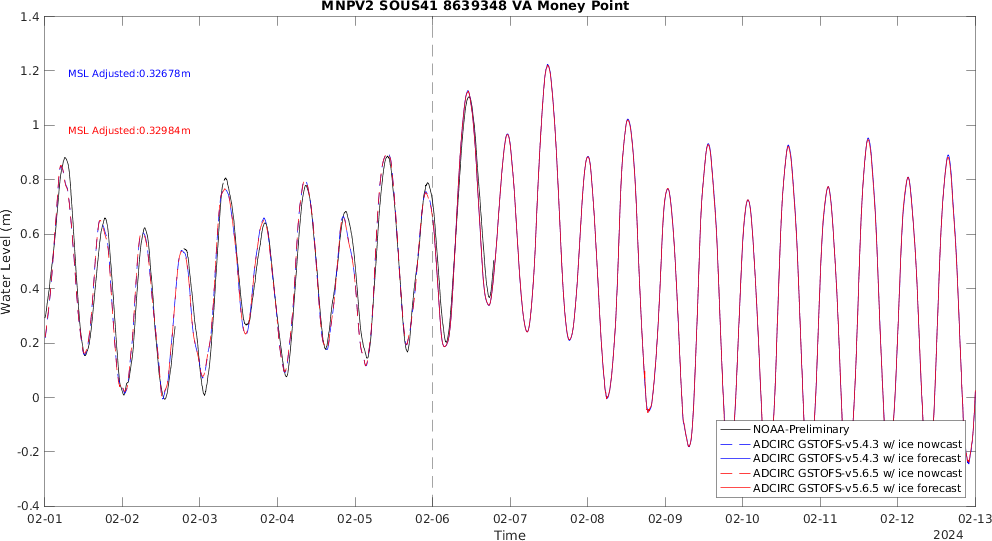 MNPV2 SOUS41 8639348 VA Money Point
1.4
1.2
1
0.8
0.6
0.4
0.2
0
-0.2
-0.4
Water Level (m)
MSL Adjusted:0.32678m
MSL Adjusted:0.32984m
NOAA-Preliminary
ADCIRC GSTOFS-v5.4.3 w/ ice nowcast
ADCIRC GSTOFS-v5.4.3 w/ ice forecast
ADCIRC GSTOFS-v5.6.5 w/ ice nowcast
ADCIRC GSTOFS-v5.6.5 w/ ice forecast
02-01 02-02 02-03 02-04 02-05 02-06 02-07 02-08 02-09 02-10 02-11 02-12 02-13
Time
2024